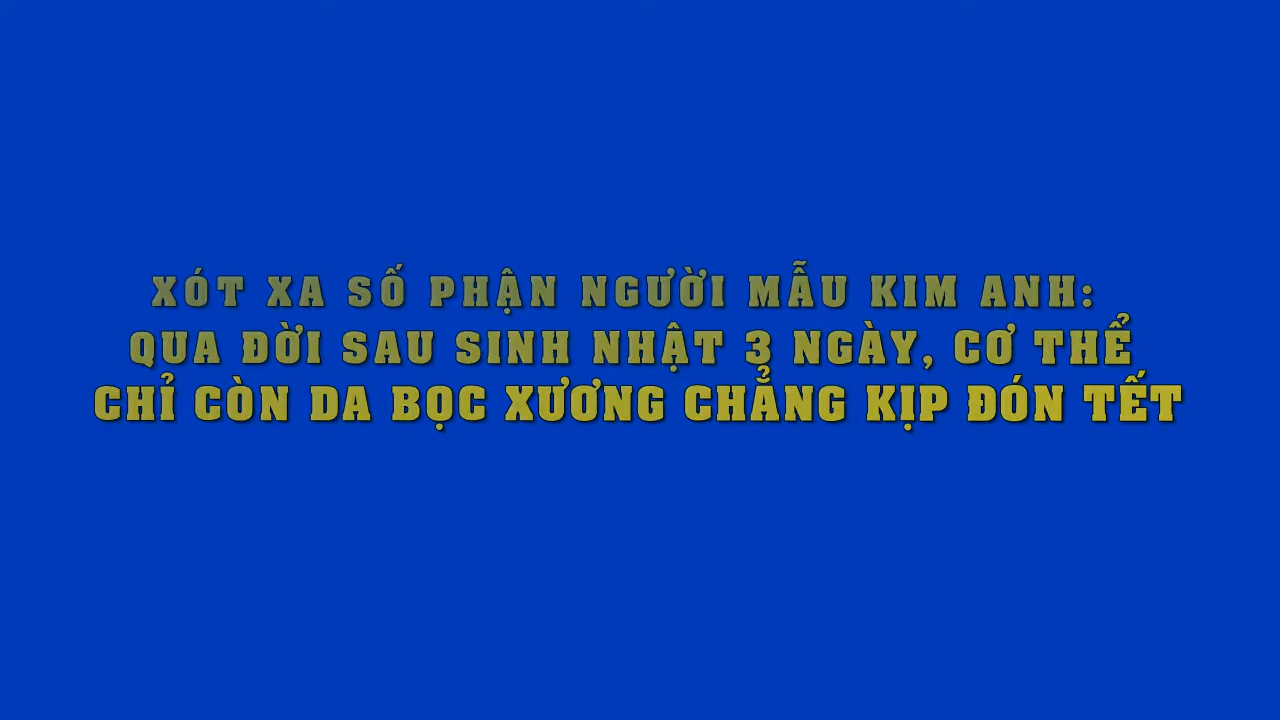 XÓT XA SỐ PHẬN NGƯỜI MẪU KIM ANH:
QUA ĐỜI SAU SINH NHẬT 3 NGÀY, CƠ THỂ
CHỈ CÒN DA BỌC XƯƠNG CHẲNG KỊP ĐÓN TẾT